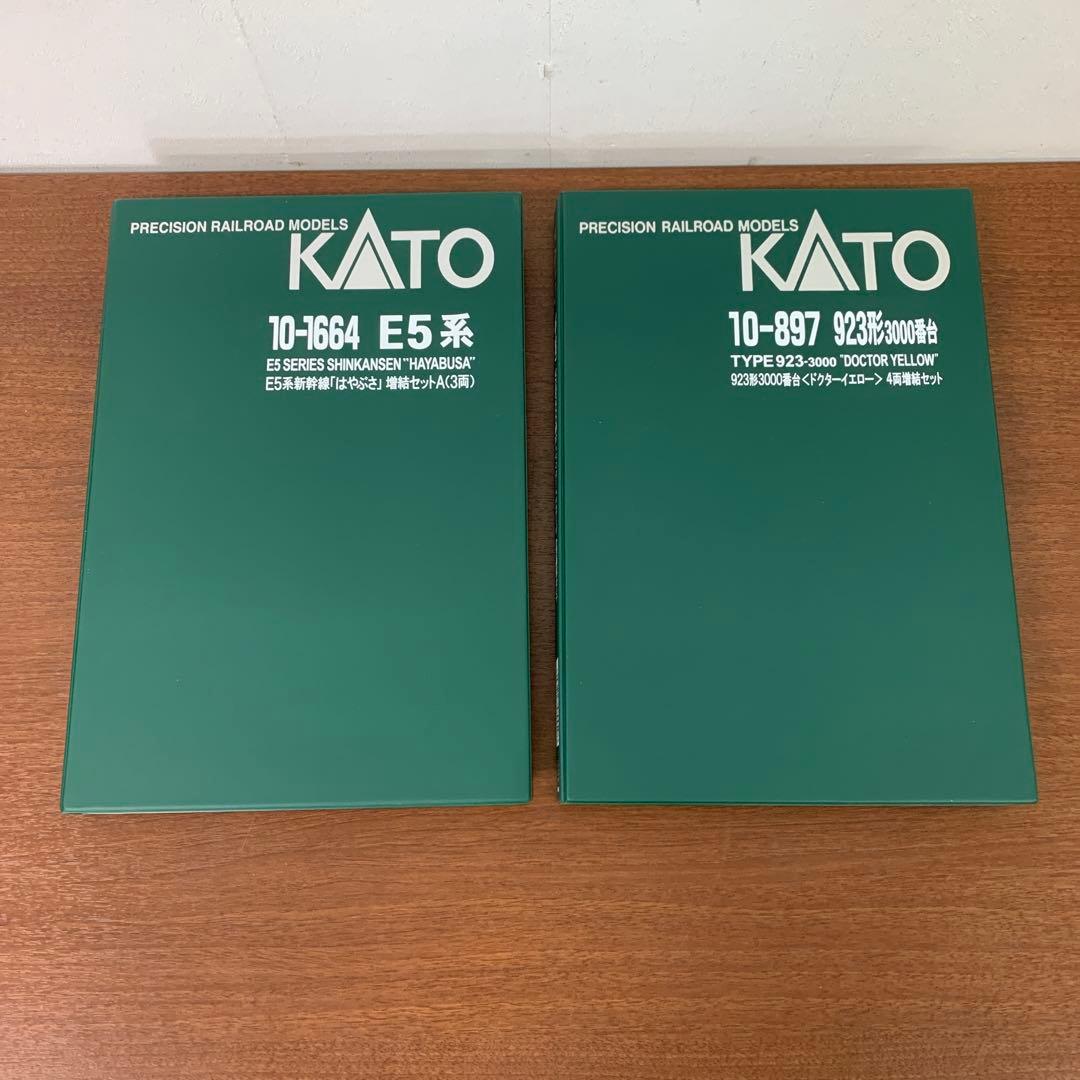 PRECISION RAILROAD MODELS
KATO
10-1664 E5系
E5 SERIES SHINKANSEN "HAYABUSA"
E5系新幹線「はやぶさ」 増結セットA(3両)
PRECISION RAILROAD MODELS
KATO
10-897 923形3000番台
TYPE 923-3000 "DOCTOR YELLOW"
923形3000番台<ドクターイエロー> 4両増結セット